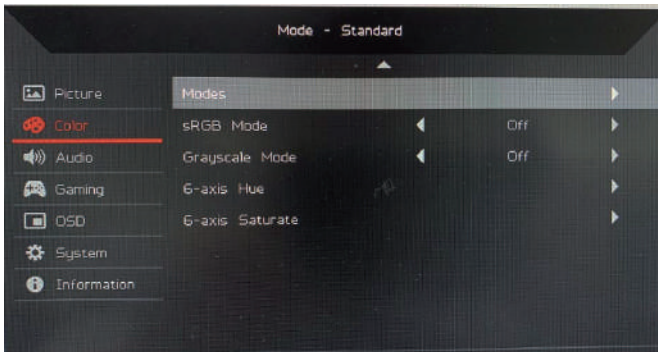 Mode - Standard
Picture
Modes
Color
sRGB Mode Off
Audio
Grayscale Mode Off
Gaming
6-axis Hue
OSD
6-axis Saturate
System
Information